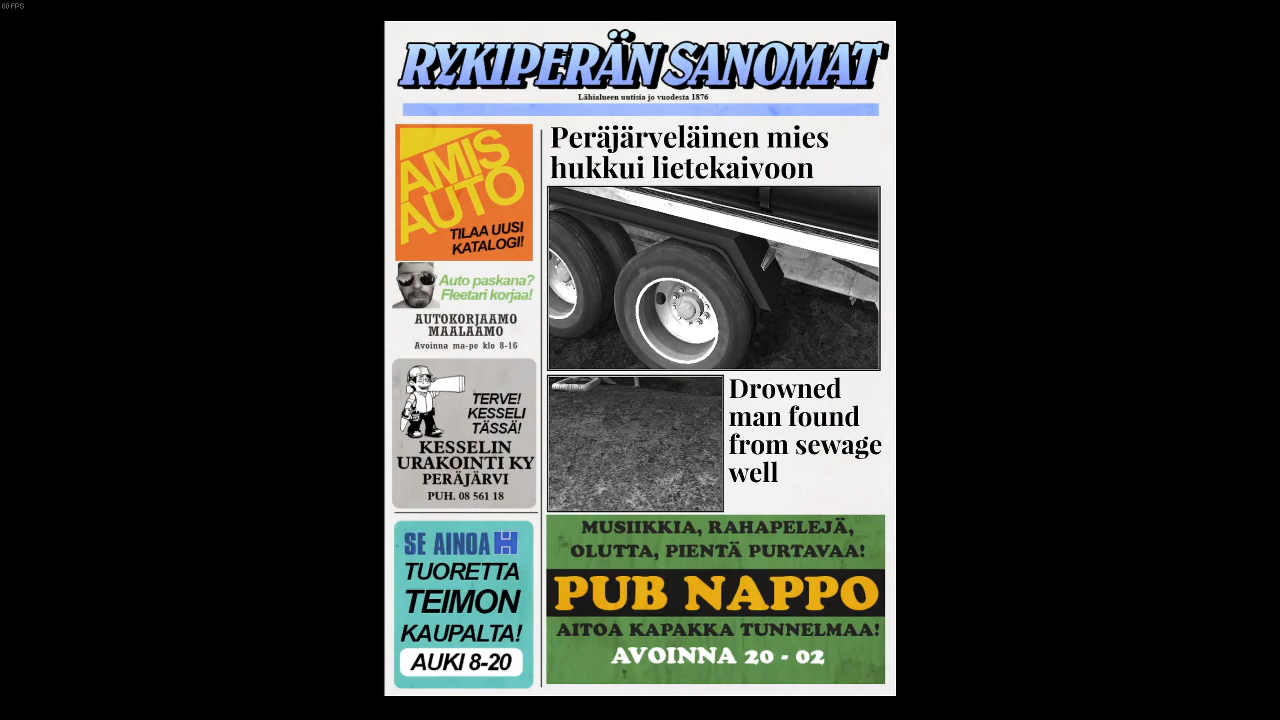 60 FPS
RYKIPERÄN SANOMAT
Lähialueen uutisia jo vuodesta 1876
AMIS
AUTO
TILAA UUSI
KATALOGI!
Auto paskana?
Fleetari korjaa!
AUTOKORJAAMO
MAALAAMO
Avoinna ma-pe klo 8-16
TERVE!
KESSELI
TÄSSÄ!
KESSELIN
URAKOINTI KY
PERÄJÄRVI
PUH. 08 561 18
SE AINOA H
TUORETTA
TEIMON
KAUPALTA!
AUKI 8-20
Peräjärveläinen mies
hukkui lietekaivoon
Drowned
man found
from sewage
well
MUSIIKKIA, RAHAPELEJÄ,
OLUTTA, PIENTÄ PURTAVAA!
PUB NAPPO
AITOA KAPAKKA TUNNELMAA!
AVOINNA 20 - 02